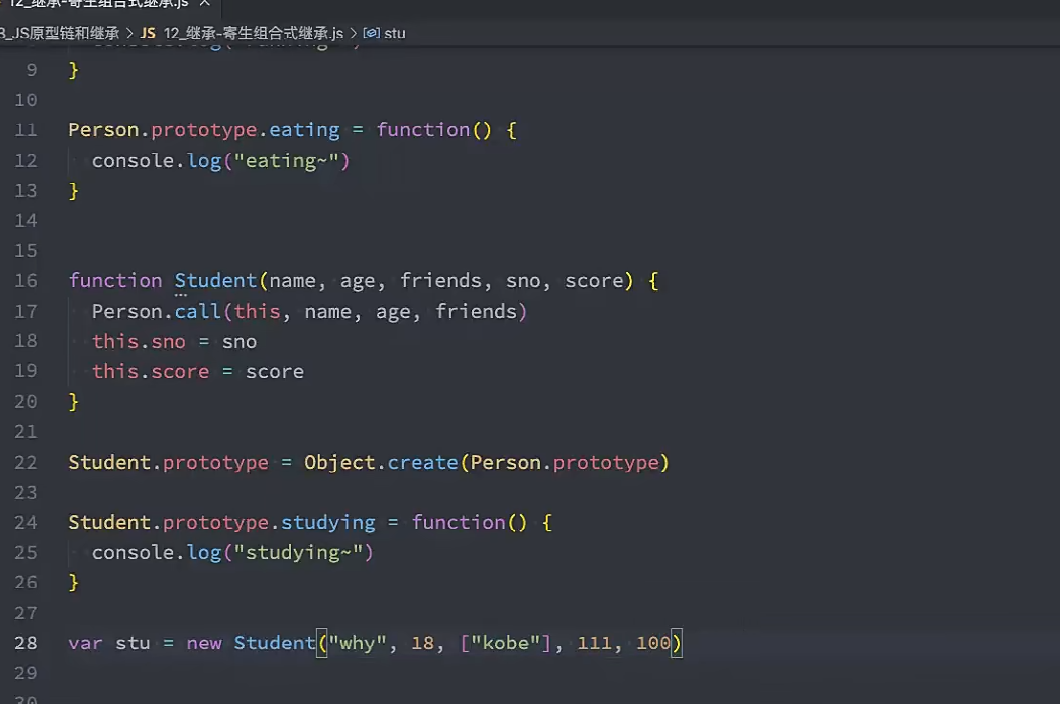 12_继承-寄生组合式继承.js ×
3_JS原型链和继承 > JS 12_继承-寄生组合式继承.js > stu
9 }
10
11 Person.prototype.eating = function() {
12 console.log("eating~")
13 }
14
15
16 function Student(name, age, friends, sno, score) {
17 Person.call(this, name, age, friends)
18 this.sno = sno
19 this.score = score
20 }
21
22 Student.prototype = Object.create(Person.prototype)
23
24 Student.prototype.studying = function() {
25 console.log("studying~")
26 }
27
28 var stu = new Student("why", 18, ["kobe"], 111, 100)
29
30